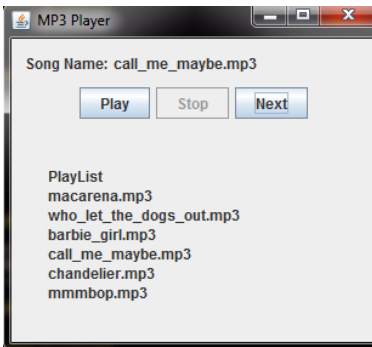 MP3 Player
Song Name: call_me_maybe.mp3
Play Stop Next
PlayList
macarena.mp3
who_let_the_dogs_out.mp3
barbie_girl.mp3
call_me_maybe.mp3
chandelier.mp3
mmmbop.mp3